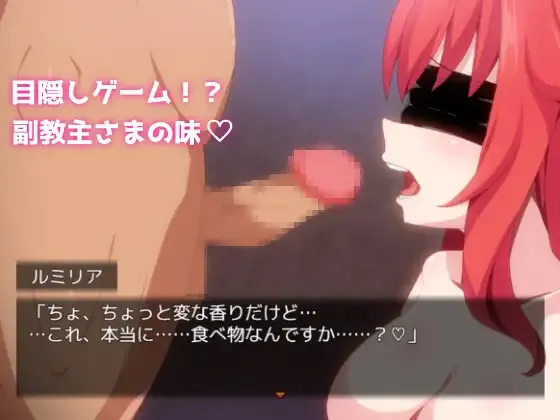 目隠しゲーム！？
副教主さまの味♡
ルミリア
「ちょ、ちょっと変な香りだけど…
…これ、本当に……食べ物なんですか……？♡」